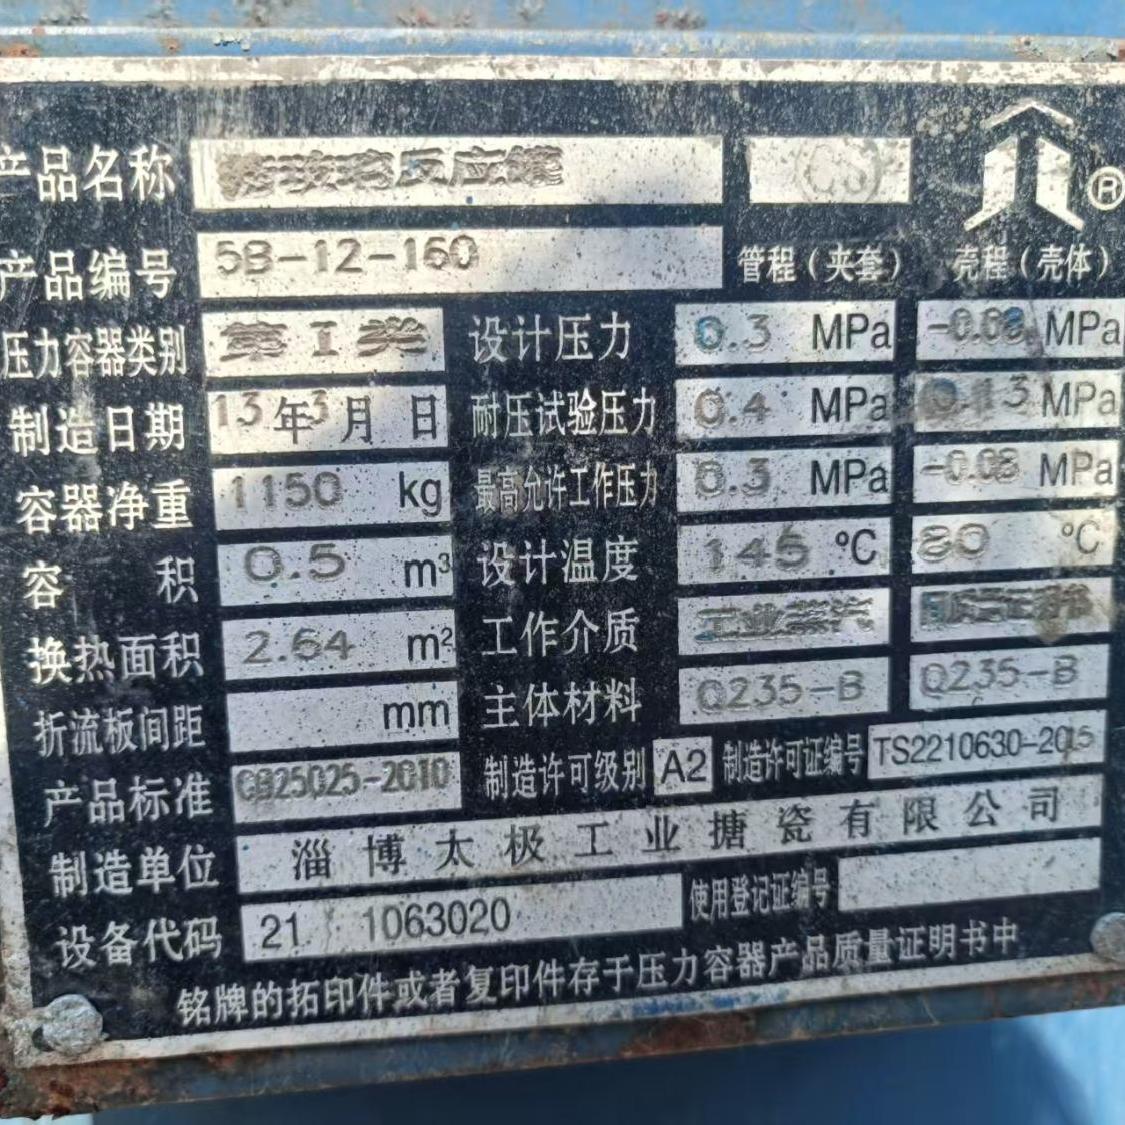 产品名称 搪玻璃反应罐
产品编号 5B-12-160 管程(夹套) 壳程(壳体) ®
压力容器类别 第I类 设计压力 0.3 MPa -0.08 MPa
制造日期 13年3月 日 耐压试验压力 0.4 MPa 0.13 MPa
容器净重 1150 kg 最高允许工作压力 0.3 MPa -0.08 MPa
容 积 0.5 m³ 设计温度 145 ℃ 80 ℃
换热面积 2.64 m² 工作介质 工业蒸汽
折流板间距 mm 主体材料 Q235-B Q235-B
产品标准 GB25025-2010 制造许可级别 A2 制造许可证编号 TS2210630-2015
制造单位 淄博太极工业搪瓷有限公司
设备代码 21 1063020 使用登记证编号
铭牌的拓印件或者复印件存于压力容器产品质量证明书中